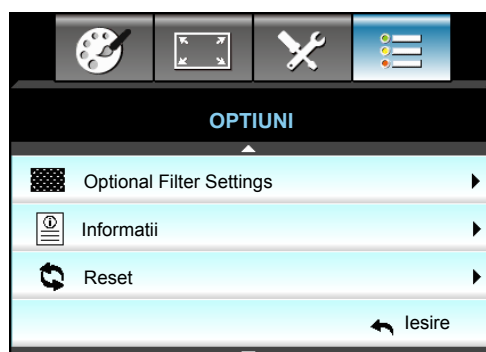 OPTIUNI
Optional Filter Settings
Informatii
Reset
Iesire